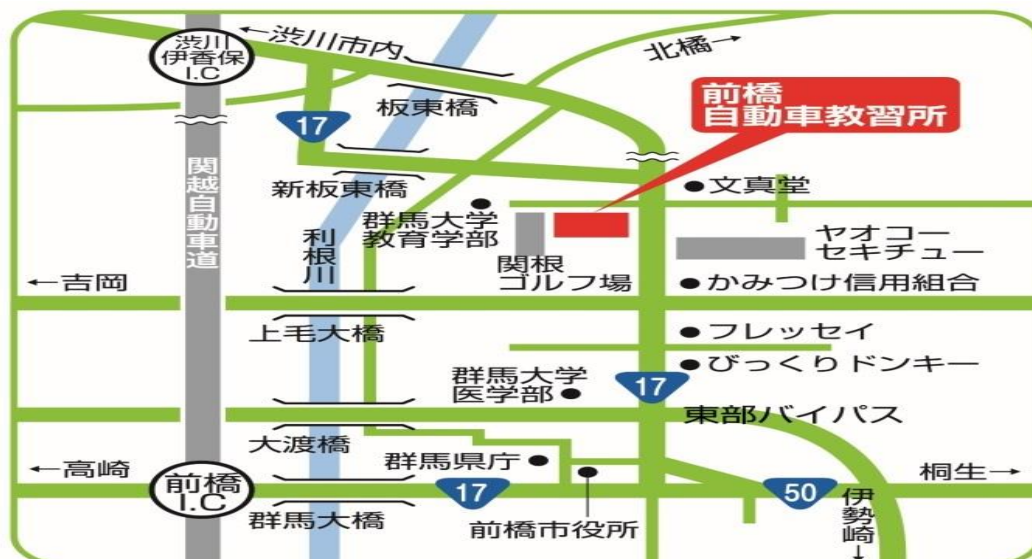 渋川
伊香保
I.C
←渋川市内
北橘→
板東橋
17
前橋
自動車教習所
関越自動車道
新板東橋
文真堂
群馬大学
教育学部
利根川
関根
ゴルフ場
ヤオコー
セキチュー
←吉岡
かみつけ信用組合
上毛大橋
フレッセイ
びっくりドンキー
群馬大学
医学部
17
東部バイパス
大渡橋
←高崎
前橋
I.C
群馬県庁
17
50
桐生→
群馬大橋
前橋市役所
伊勢崎→